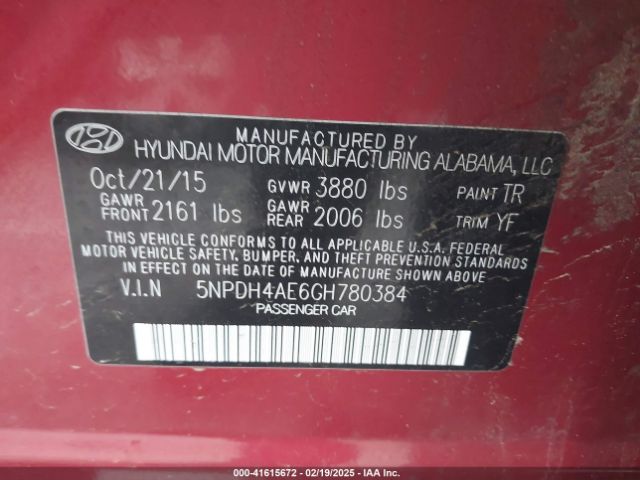 MANUFACTURED BY
HYUNDAI MOTOR MANUFACTURING ALABAMA, LLC
Oct/21/15 GVWR 3880 lbs PAINT TR
GAWR FRONT 2161 lbs GAWR REAR 2006 lbs TRIM YF
THIS VEHICLE CONFORMS TO ALL APPLICABLE U.S.A. FEDERAL
MOTOR VEHICLE SAFETY, BUMPER, AND THEFT PREVENTION STANDARDS
IN EFFECT ON THE DATE OF MANUFACTURE SHOWN ABOVE.
V.I.N 5NPDH4AE6GH780384
PASSENGER CAR
000-41615672 - 02/19/2025 - IAA Inc.